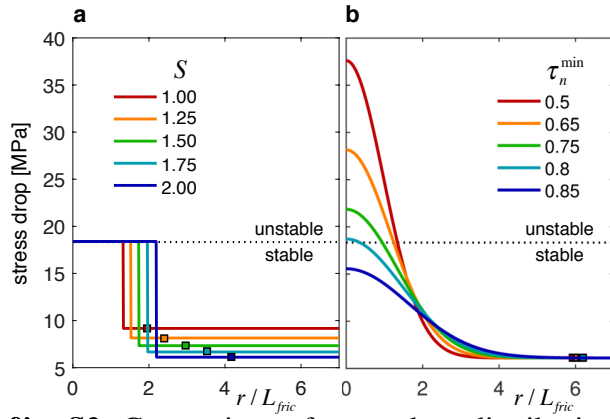 a
b
stress drop [MPa]
40
35
30
25
20
15
10
5
S
1.00
1.25
1.50
1.75
2.00
unstable
stable
0
2
4
6
r / L_fric
τ_n^min
0.5
0.65
0.75
0.8
0.85
unstable
stable
0
2
4
6
r / L_fric